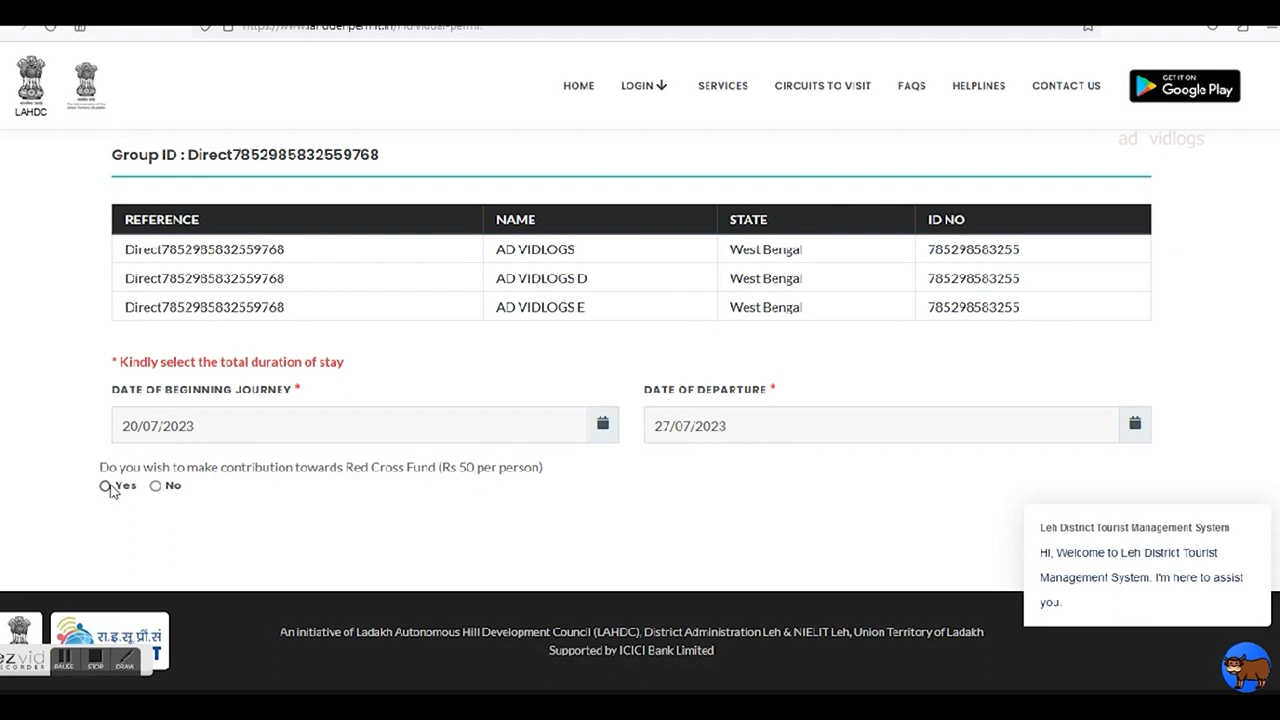 LAHDC
HOME LOGIN SERVICES CIRCUITS TO VISIT FAQS HELPLINES CONTACT US
GET IT ON
Google Play
ad vidlogs
Group ID : Direct7852985832559768
REFERENCE NAME STATE ID NO
Direct7852985832559768 AD VIDLOGS West Bengal 785298583255
Direct7852985832559768 AD VIDLOGS D West Bengal 785298583255
Direct7852985832559768 AD VIDLOGS E West Bengal 785298583255
* Kindly select the total duration of stay
DATE OF BEGINNING JOURNEY * DATE OF DEPARTURE *
20/07/2023 27/07/2023
Do you wish to make contribution towards Red Cross Fund (Rs 50 per person)
Yes No
Leh District Tourist Management System
Hi, Welcome to Leh District Tourist
Management System. I'm here to assist
you.
रा.इ.सू.प्रौ.सं
An initiative of Ladakh Autonomous Hill Development Council (LAHDC), District Administration Leh & NIELIT Leh, Union Territory of Ladakh
Supported by ICICI Bank Limited
ezvid
RECORDER
PAUSE STOP DRAW